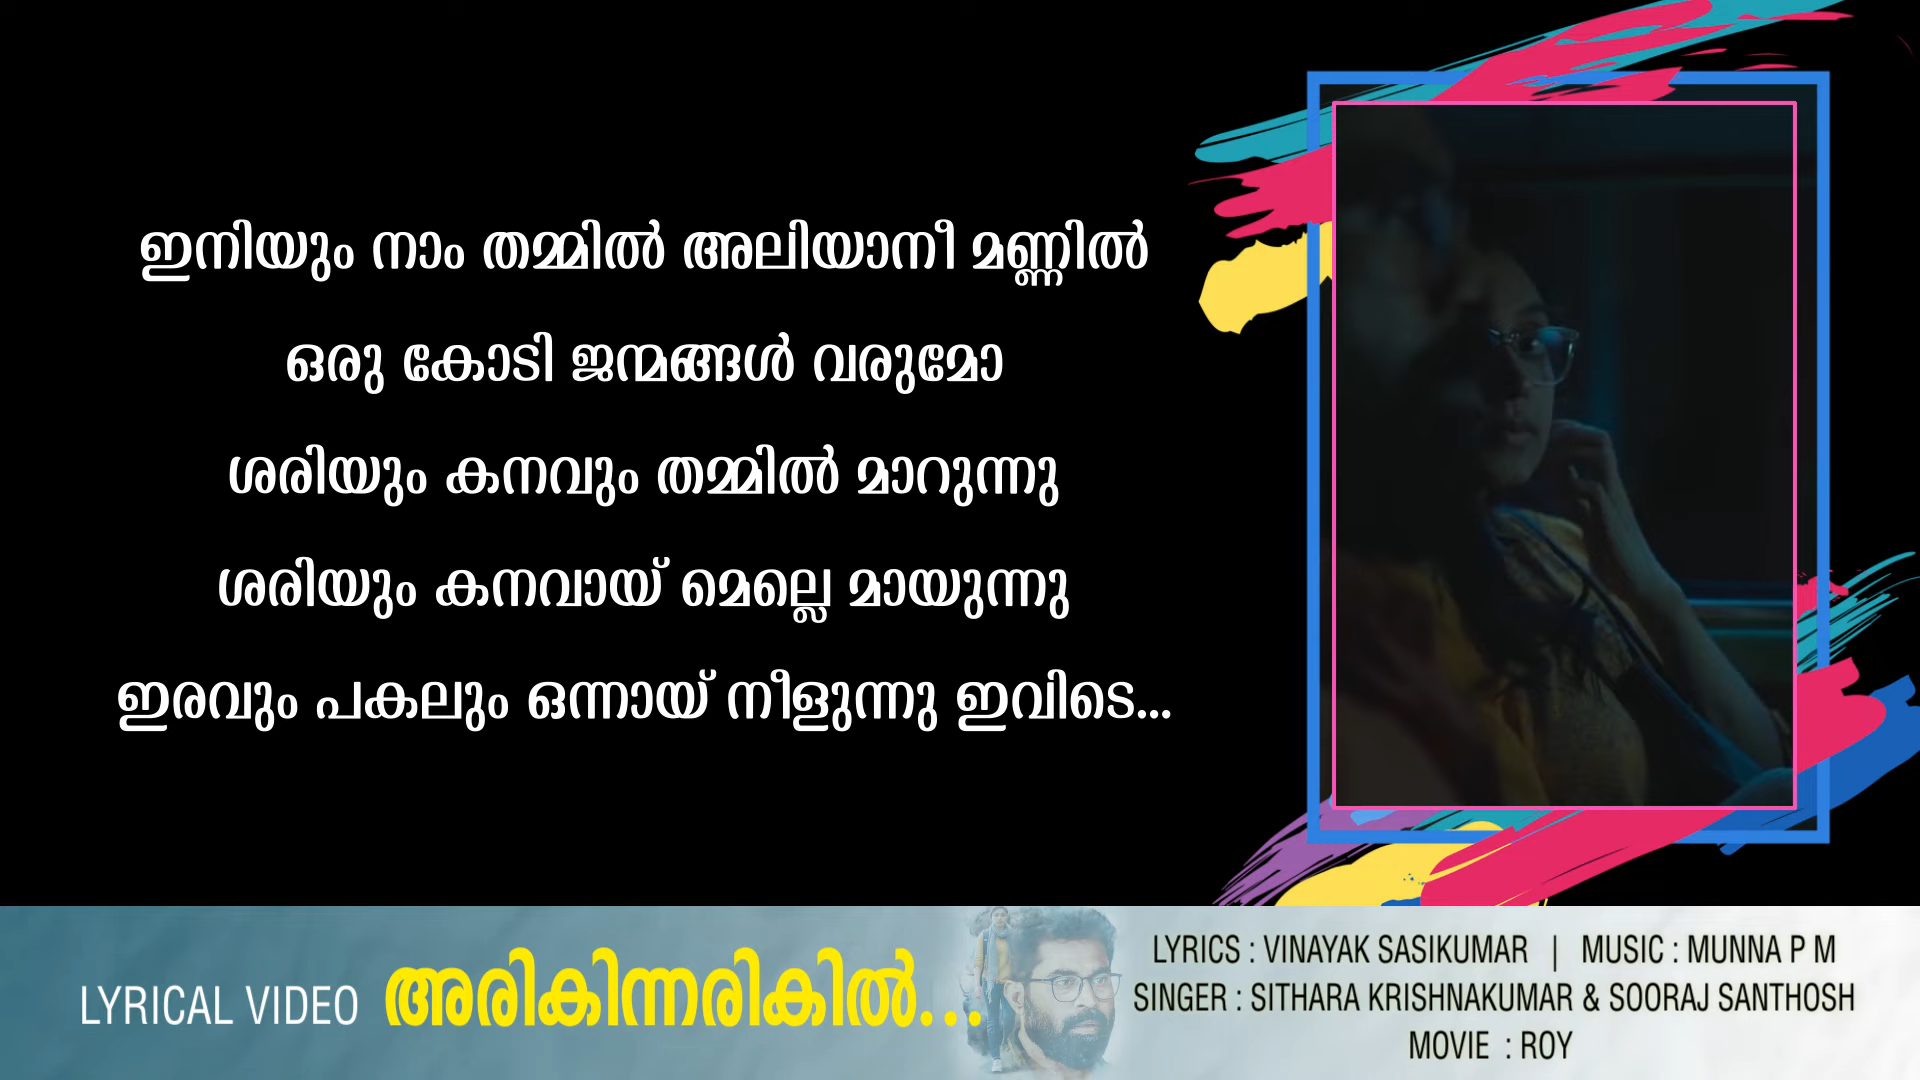 ഇനിയും നാം തമ്മിൽ അലിയാനീ മണ്ണിൽ
ഒരു കോടി ജന്മങ്ങൾ വരുമോ
ശരിയും കനവും തമ്മിൽ മാറുന്നു
ശരിയും കനവായ് മെല്ലെ മായുന്നു
ഇരവും പകലും ഒന്നായ് നീളുന്നു ഇവിടെ...
LYRICAL VIDEO അരികിന്നരികിൽ...
LYRICS : VINAYAK SASIKUMAR | MUSIC : MUNNA P M
SINGER : SITHARA KRISHNAKUMAR & SOORAJ SANTHOSH
MOVIE : ROY